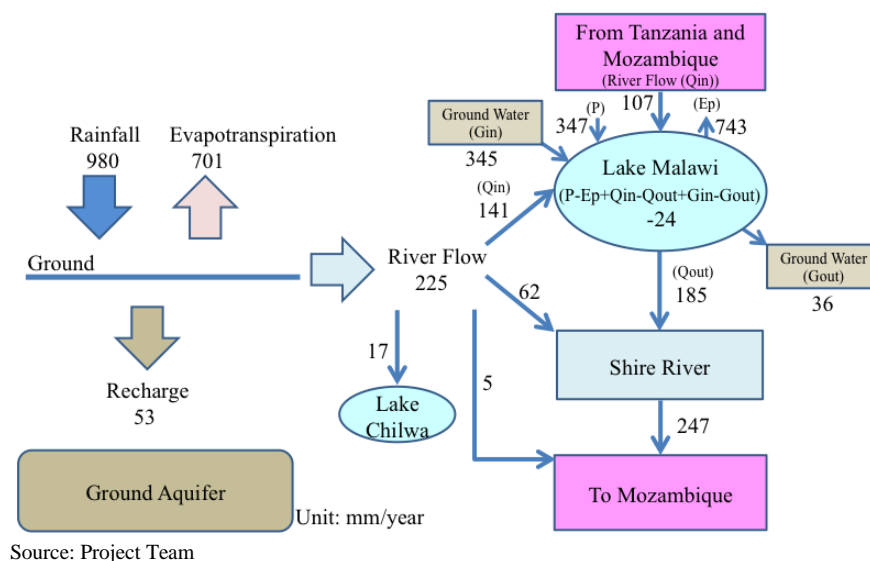 From Tanzania and
Mozambique
(River Flow (Qin))
107
(P)
347
(Ep)
743
Ground Water
(Gin)
345
Rainfall
980
Evapotranspiration
701
Lake Malawi
(P-Ep+Qin-Qout+Gin-Gout)
-24
(Qin)
141
Ground
River Flow
225
Ground Water
(Gout)
36
(Qout)
185
62
17
5
Recharge
53
Lake
Chilwa
Shire River
247
Ground Aquifer
To Mozambique
Unit: mm/year
Source: Project Team